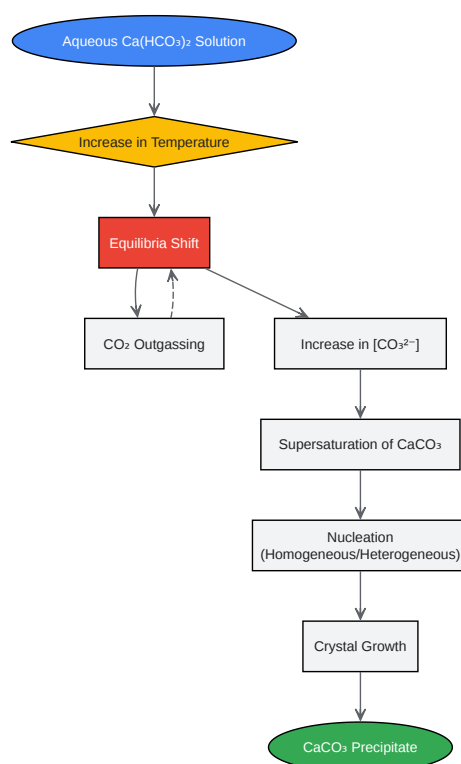 Aqueous Ca(HCO₃)₂ Solution
Increase in Temperature
Equilibria Shift
CO₂ Outgassing
Increase in [CO₃²⁻]
Supersaturation of CaCO₃
Nucleation
(Homogeneous/Heterogeneous)
Crystal Growth
CaCO₃ Precipitate